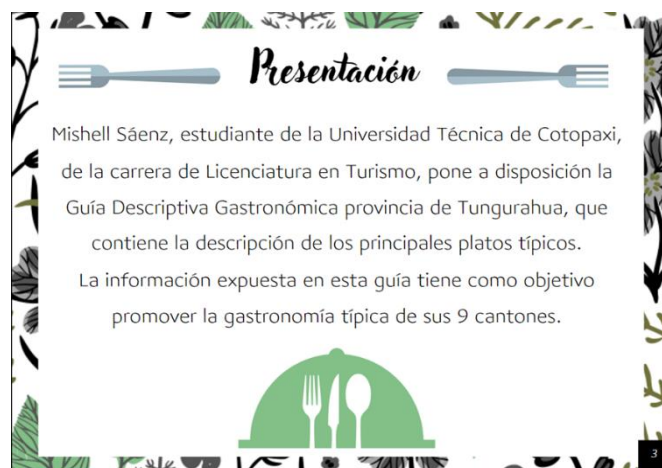 Presentación
Mishell Sáenz, estudiante de la Universidad Técnica de Cotopaxi,
de la carrera de Licenciatura en Turismo, pone a disposición la
Guía Descriptiva Gastronómica provincia de Tungurahua, que
contiene la descripción de los principales platos típicos.
La información expuesta en esta guía tiene como objetivo
promover la gastronomía típica de sus 9 cantones.
3